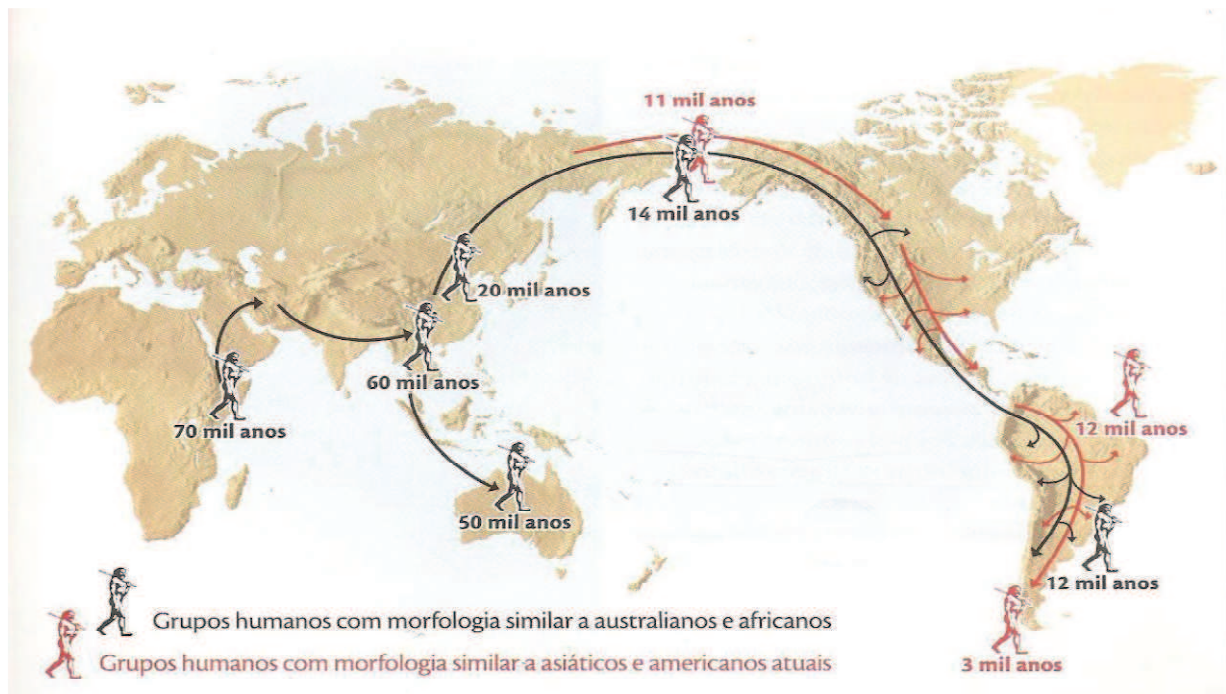 11 mil anos
14 mil anos
20 mil anos
60 mil anos
70 mil anos
12 mil anos
50 mil anos
12 mil anos
Grupos humanos com morfologia similar a australianos e africanos
Grupos humanos com morfologia similar a asiáticos e americanos atuais
3 mil anos